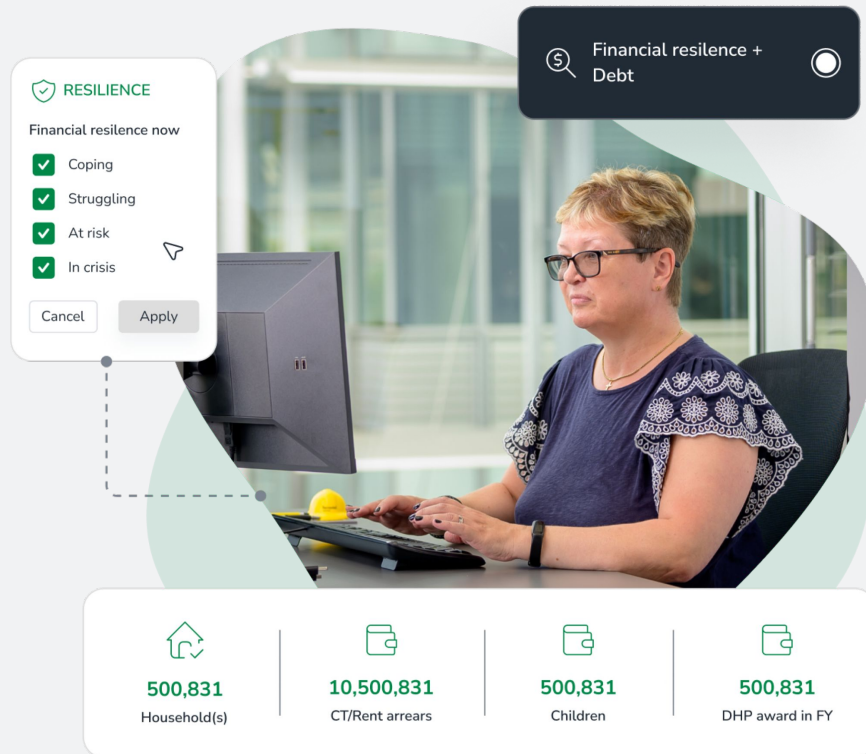 Financial resilence +
Debt
RESILIENCE
Financial resilence now
Coping
Struggling
At risk
In crisis
Cancel
Apply
500,831
Household(s)
10,500,831
CT/Rent arrears
500,831
Children
500,831
DHP award in FY